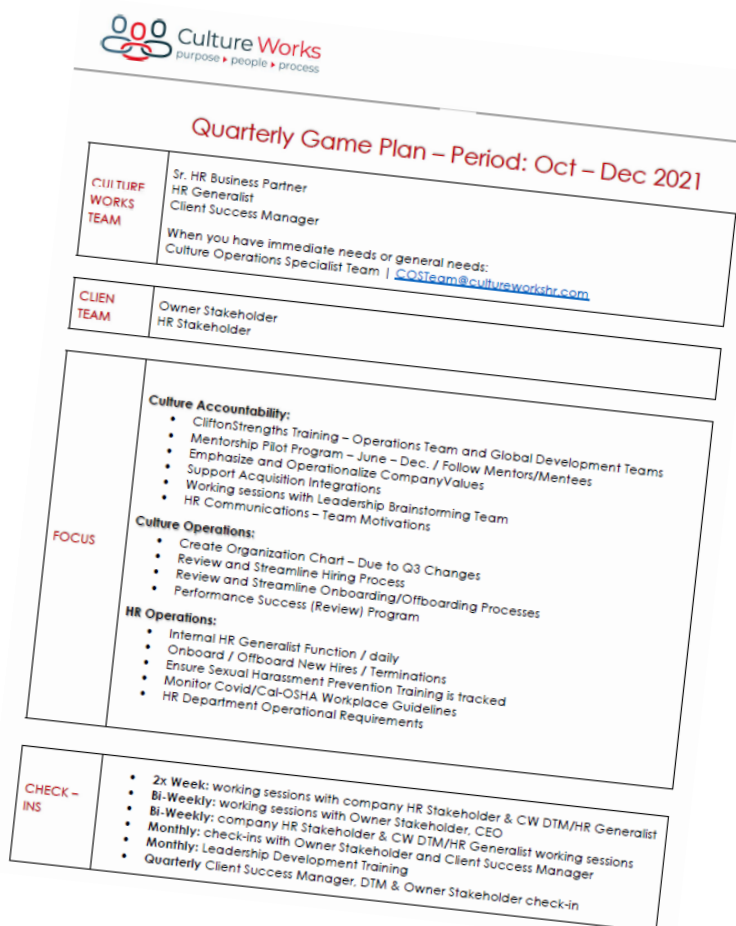 Culture Works
purpose ▸ people ▸ process
Quarterly Game Plan – Period: Oct – Dec 2021
CULTURE
WORKS
TEAM
Sr. HR Business Partner
HR Generalist
Client Success Manager
When you have immediate needs or general needs:
Culture Operations Specialist Team | COSTeam@cultureworkshr.com
CLIEN
TEAM
Owner Stakeholder
HR Stakeholder
FOCUS
Culture Accountability:
• CliftonStrengths Training – Operations Team and Global Development Teams
• Mentorship Pilot Program – June – Dec. / Follow Mentors/Mentees
• Emphasize and Operationalize CompanyValues
• Support Acquisition Integrations
• Working sessions with Leadership Brainstorming Team
• HR Communications – Team Motivations
Culture Operations:
• Create Organization Chart – Due to Q3 Changes
• Review and Streamline Hiring Process
• Review and Streamline Onboarding/Offboarding Processes
• Performance Success (Review) Program
HR Operations:
• Internal HR Generalist Function / daily
• Onboard / Offboard New Hires / Terminations
• Ensure Sexual Harassment Prevention Training is tracked
• Monitor Covid/Cal-OSHA Workplace Guidelines
• HR Department Operational Requirements
CHECK –
INS
• 2x Week: working sessions with company HR Stakeholder & CW DTM/HR Generalist
• Bi-Weekly: working sessions with Owner Stakeholder, CEO
• Bi-Weekly: company HR Stakeholder & CW DTM/HR Generalist working sessions
• Monthly: check-ins with Owner Stakeholder and Client Success Manager
• Monthly: Leadership Development Training
• Quarterly Client Success Manager, DTM & Owner Stakeholder check-in